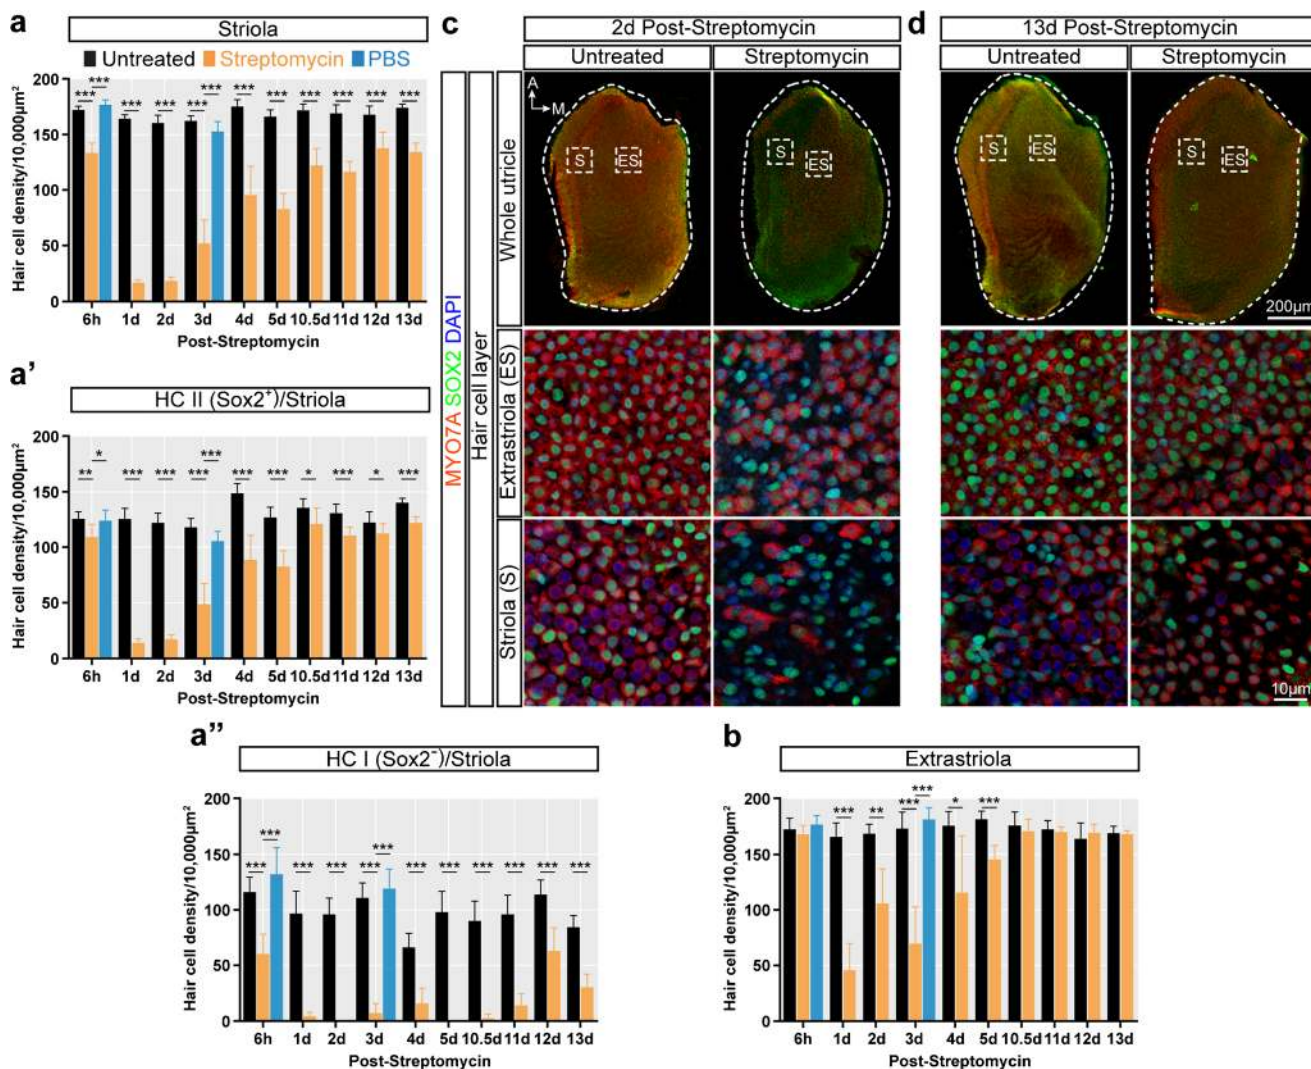 a
Striola
Untreated Streptomycin PBS
Hair cell density/10,000µm²
200
150
100
50
0
*** *** *** *** *** *** *** *** *** *** *** ***
6h 1d 2d 3d 4d 5d 10.5d 11d 12d 13d
Post-Streptomycin
a’
HC II (Sox2⁺)/Striola
Hair cell density/10,000µm²
200
150
100
50
0
** * *** *** *** *** *** *** * *** * ***
6h 1d 2d 3d 4d 5d 10.5d 11d 12d 13d
Post-Streptomycin
c
2d Post-Streptomycin
Untreated Streptomycin
MYO7A SOX2 DAPI
Hair cell layer
Whole utricle
Extrastriola (ES)
Striola (S)
A
M
S ES
S ES
d
13d Post-Streptomycin
Untreated Streptomycin
S ES
S ES
200µm
10µm
a”
HC I (Sox2⁻)/Striola
Hair cell density/10,000µm²
200
150
100
50
0
*** *** *** *** *** *** *** *** *** *** *** ***
6h 1d 2d 3d 4d 5d 10.5d 11d 12d 13d
Post-Streptomycin
b
Extrastriola
Hair cell density/10,000µm²
200
150
100
50
0
*** ** *** *** * ***
6h 1d 2d 3d 4d 5d 10.5d 11d 12d 13d
Post-Streptomycin